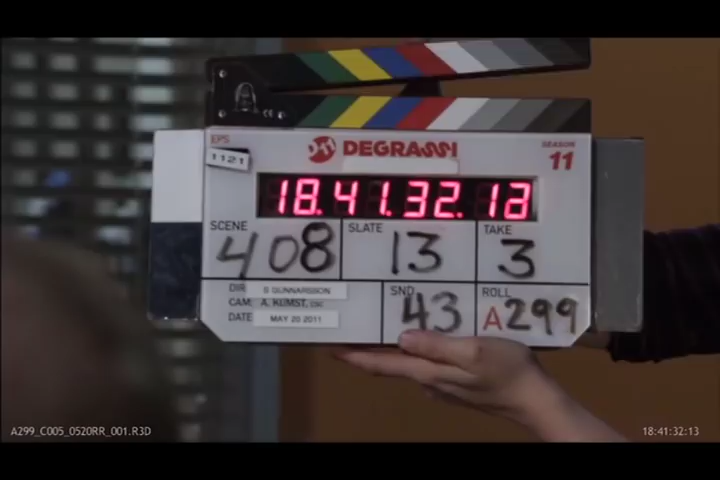 EPS
1121
DEGRASSI
SEASON
11
18.41.32.12
SCENE
408
SLATE
13
TAKE
3
DIR
S GUNNARSSON
CAM. A. KUMST, csc
DATE MAY 20 2011
SND
43
ROLL
A299
A299_C005_0520RR_001.R3D
18:41:32:13